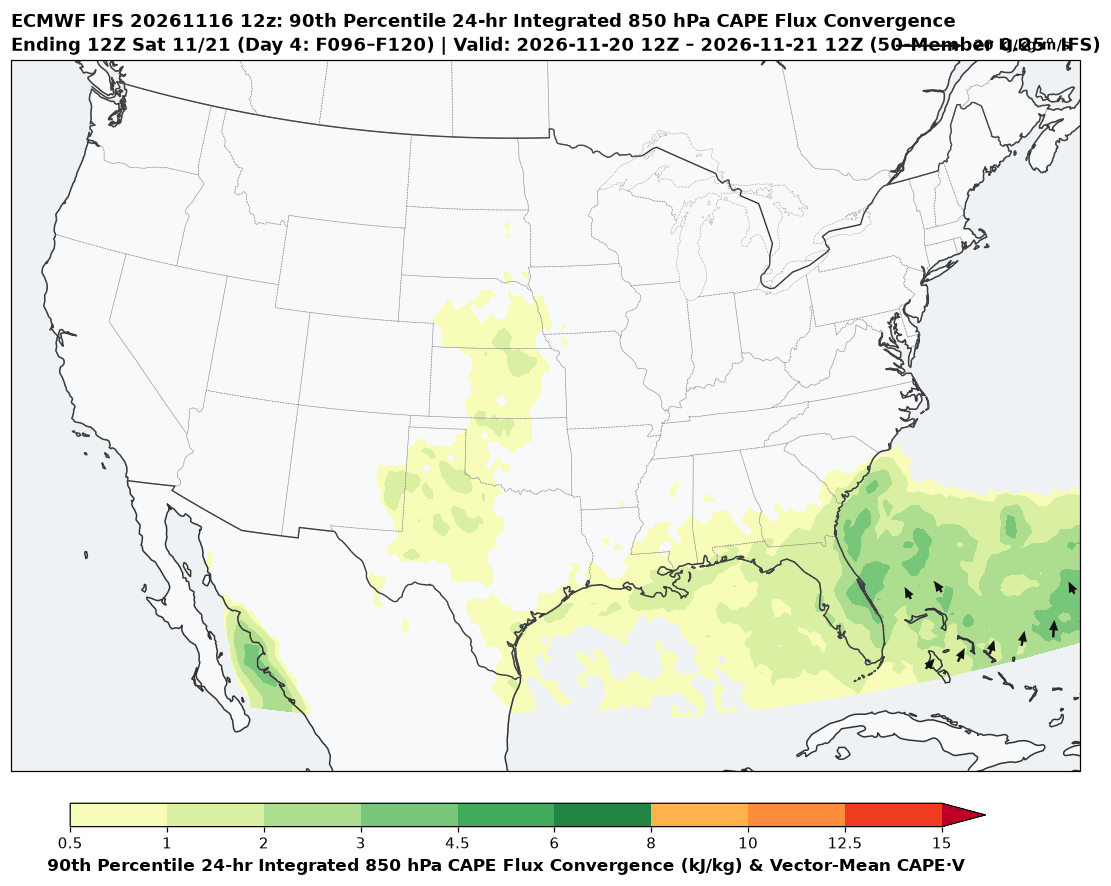 ECMWF IFS 20261116 12z: 90th Percentile 24-hr Integrated 850 hPa CAPE Flux Convergence
Ending 12Z Sat 11/21 (Day 4: F096–F120) | Valid: 2026-11-20 12Z – 2026-11-21 12Z (50-Member 0.25° IFS)
0.5 1 2 3 4.5 6 8 10 12.5 15
90th Percentile 24-hr Integrated 850 hPa CAPE Flux Convergence (kJ/kg) & Vector-Mean CAPE·V